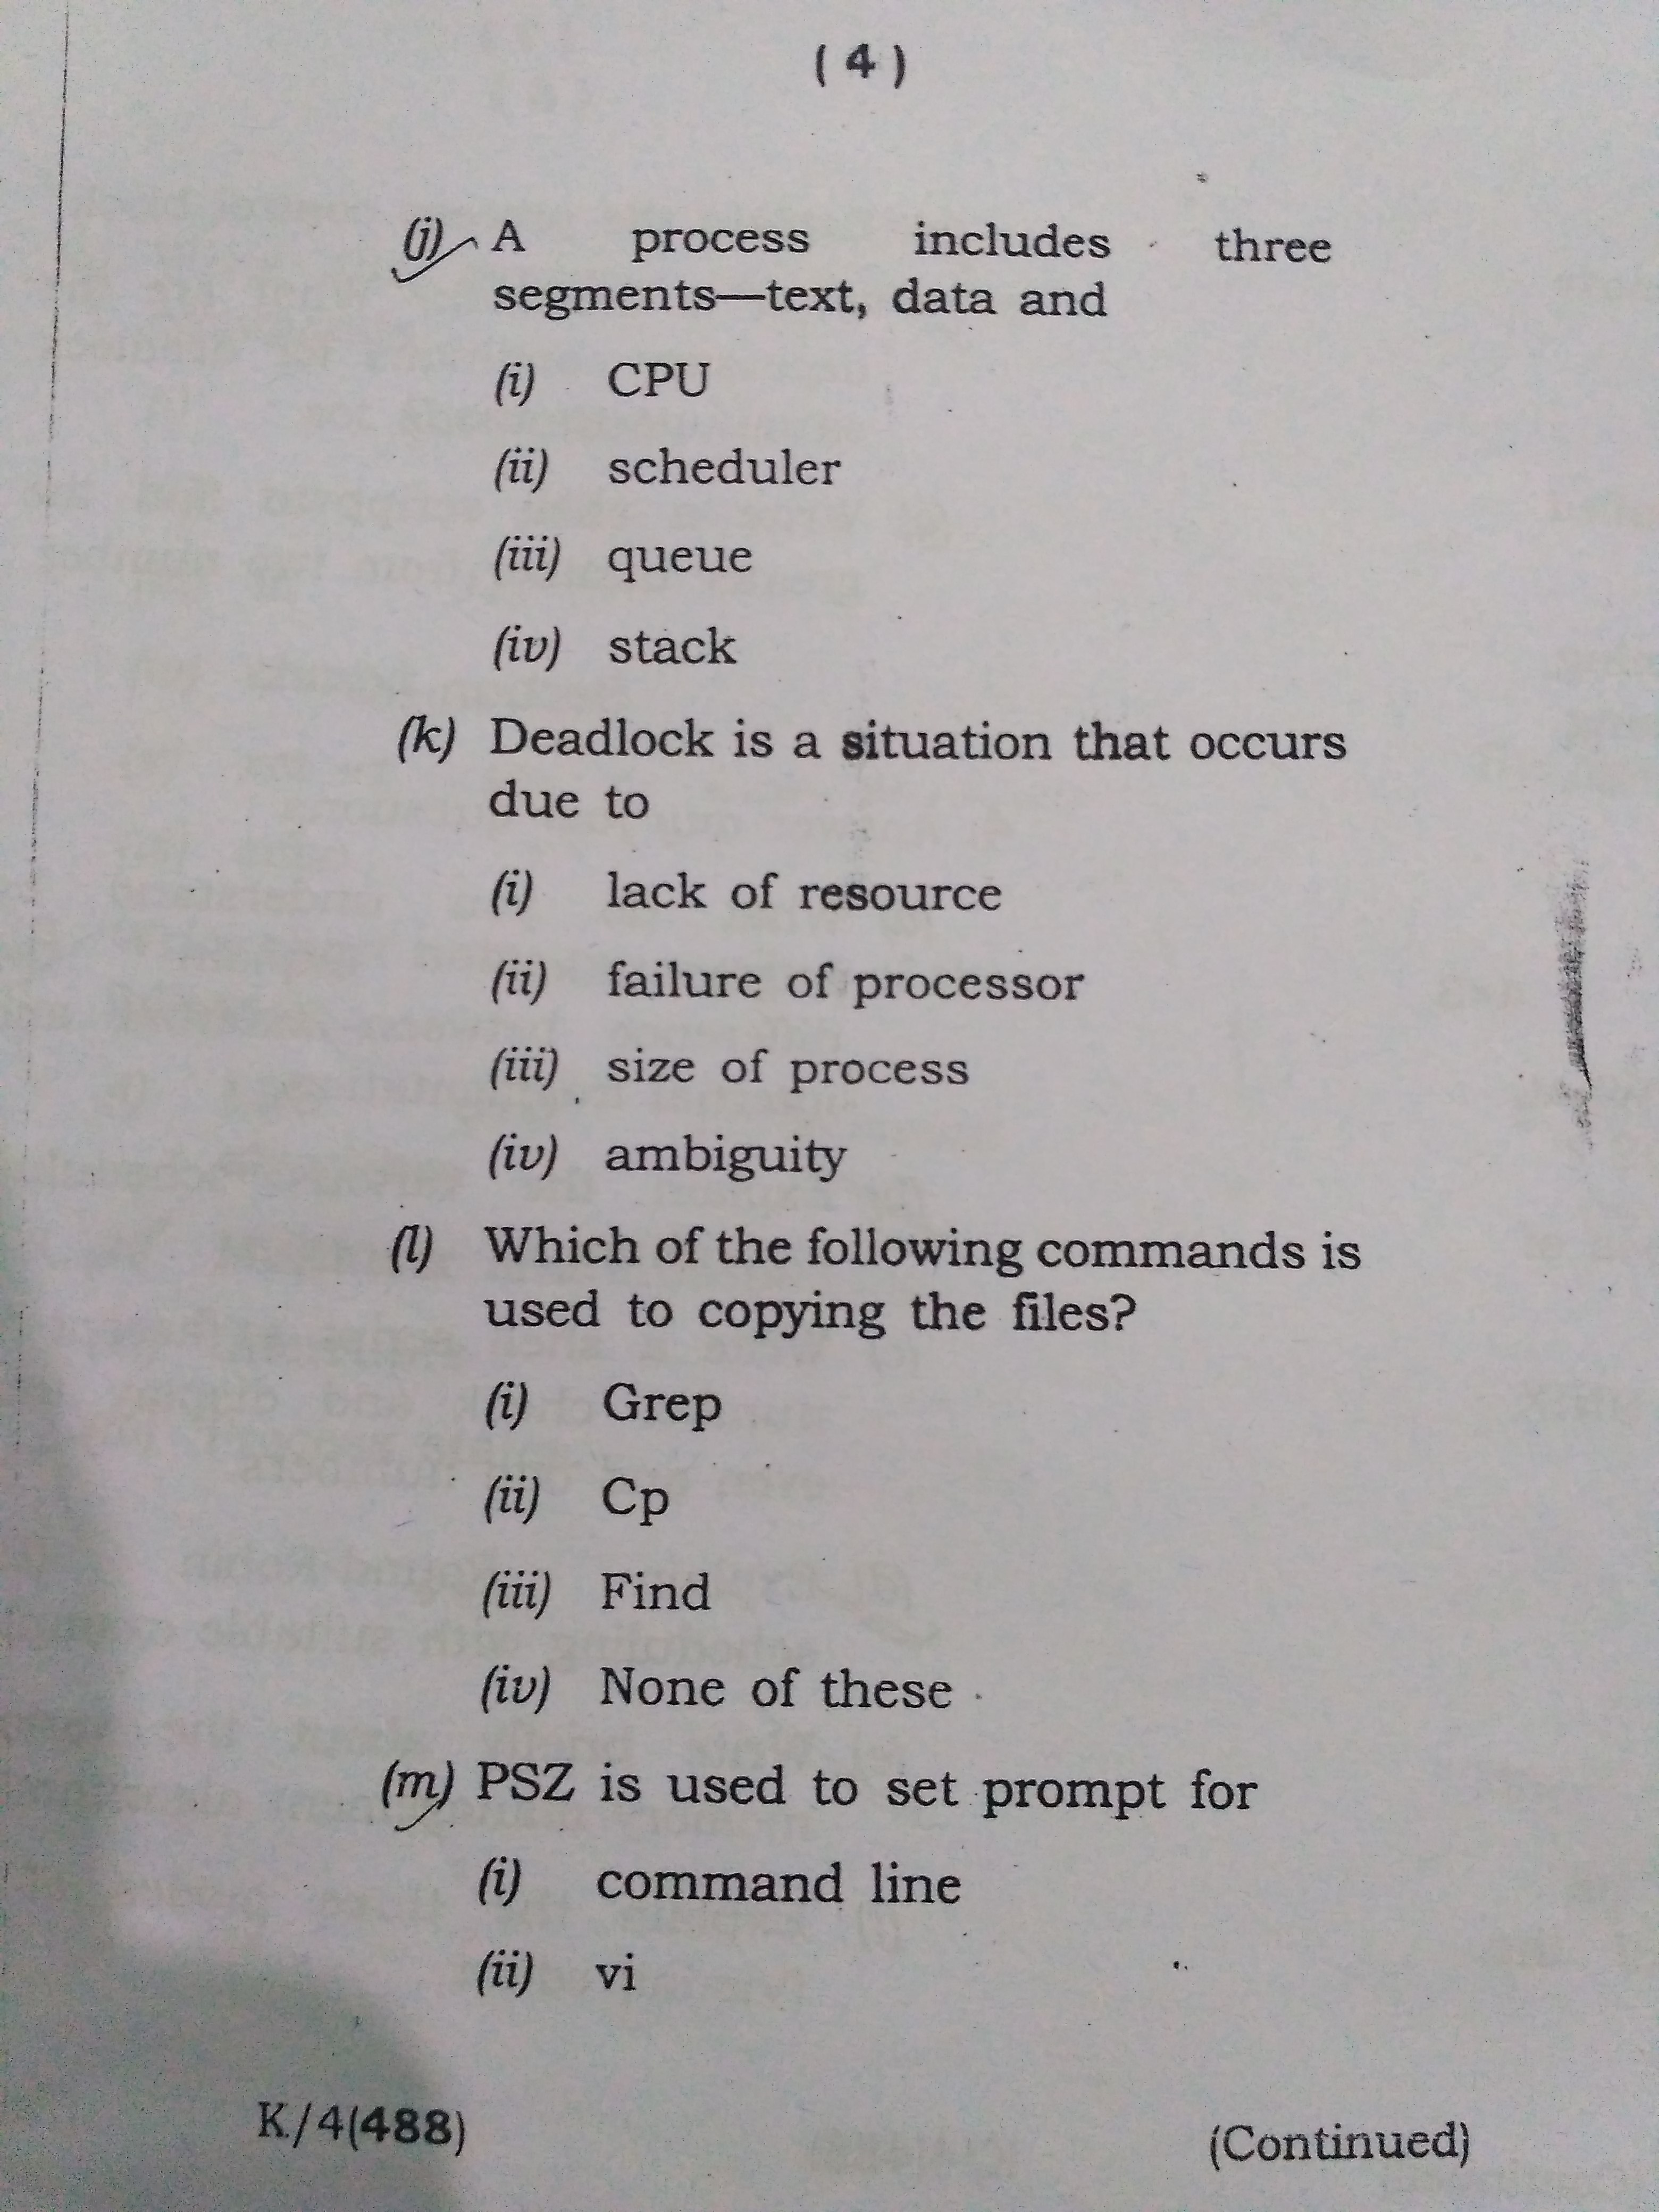 ( 4 )
(j) A process includes three
segments—text, data and
(i) CPU
(ii) scheduler
(iii) queue
(iv) stack
(k) Deadlock is a situation that occurs
due to
(i) lack of resource
(ii) failure of processor
(iii) size of process
(iv) ambiguity
(l) Which of the following commands is
used to copying the files?
(i) Grep
(ii) Cp
(iii) Find
(iv) None of these
(m) PSZ is used to set prompt for
(i) command line
(ii) vi
K/4(488)
(Continued)